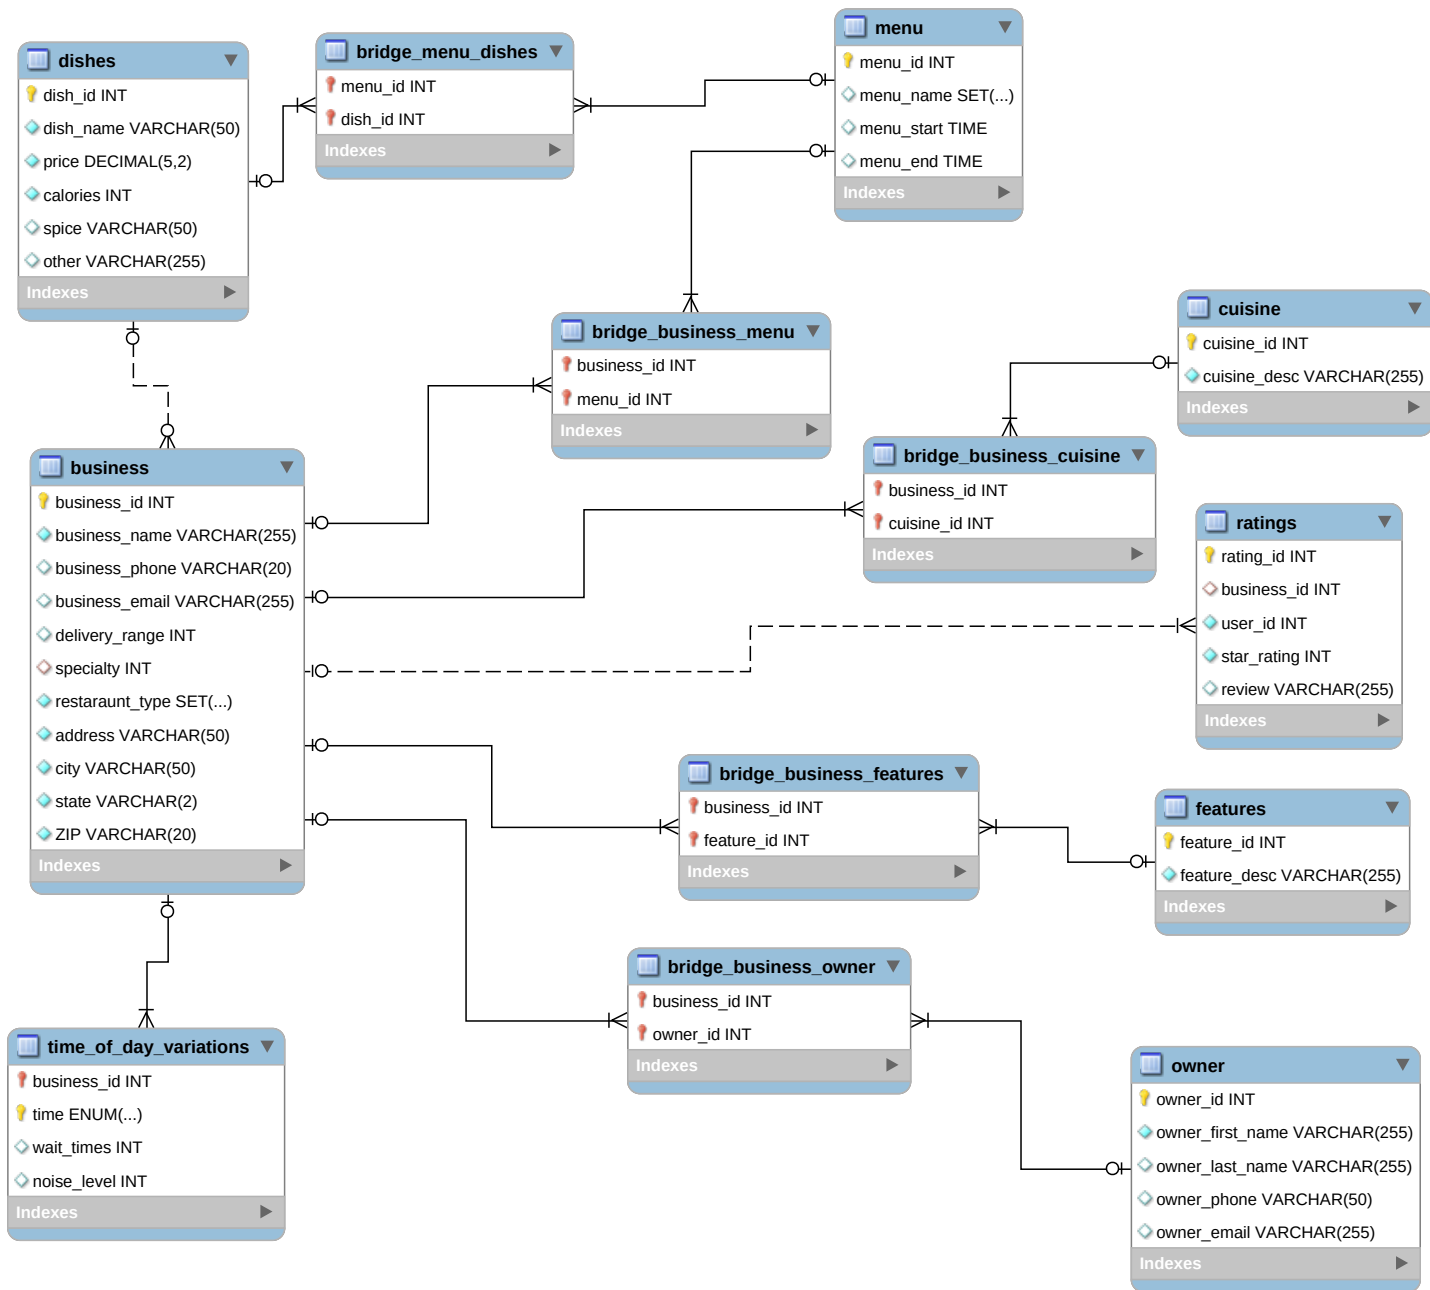 dishes
dish_id INT
dish_name VARCHAR(50)
price DECIMAL(5,2)
calories INT
spice VARCHAR(50)
other VARCHAR(255)
Indexes
bridge_menu_dishes
menu_id INT
dish_id INT
Indexes
menu
menu_id INT
menu_name SET(...)
menu_start TIME
menu_end TIME
Indexes
bridge_business_menu
business_id INT
menu_id INT
Indexes
cuisine
cuisine_id INT
cuisine_desc VARCHAR(255)
Indexes
business
business_id INT
business_name VARCHAR(255)
business_phone VARCHAR(20)
business_email VARCHAR(255)
delivery_range INT
specialty INT
restaraunt_type SET(...)
address VARCHAR(50)
city VARCHAR(50)
state VARCHAR(2)
ZIP VARCHAR(20)
Indexes
bridge_business_cuisine
business_id INT
cuisine_id INT
Indexes
ratings
rating_id INT
business_id INT
user_id INT
star_rating INT
review VARCHAR(255)
Indexes
bridge_business_features
business_id INT
feature_id INT
Indexes
features
feature_id INT
feature_desc VARCHAR(255)
Indexes
bridge_business_owner
business_id INT
owner_id INT
Indexes
time_of_day_variations
business_id INT
time ENUM(...)
wait_times INT
noise_level INT
Indexes
owner
owner_id INT
owner_first_name VARCHAR(255)
owner_last_name VARCHAR(255)
owner_phone VARCHAR(50)
owner_email VARCHAR(255)
Indexes